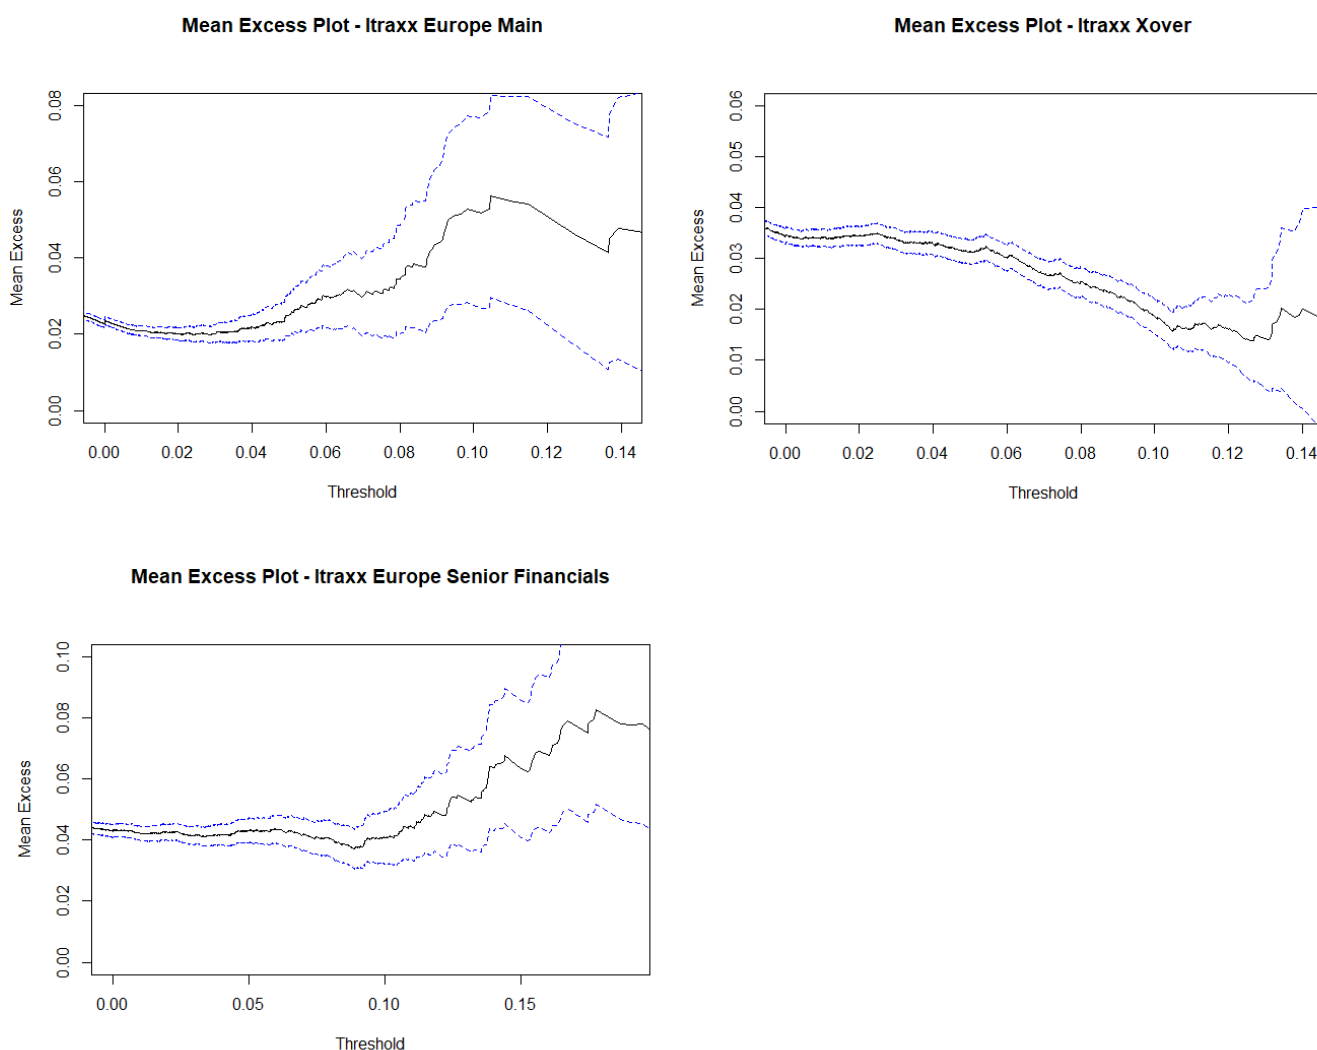 Mean Excess Plot - Itraxx Europe Main
Mean Excess
0.00 0.02 0.04 0.06 0.08
0.00 0.02 0.04 0.06 0.08 0.10 0.12 0.14
Threshold
Mean Excess Plot - Itraxx Xover
Mean Excess
0.00 0.01 0.02 0.03 0.04 0.05 0.06
0.00 0.02 0.04 0.06 0.08 0.10 0.12 0.14
Threshold
Mean Excess Plot - Itraxx Europe Senior Financials
Mean Excess
0.00 0.02 0.04 0.06 0.08 0.10
0.00 0.05 0.10 0.15
Threshold